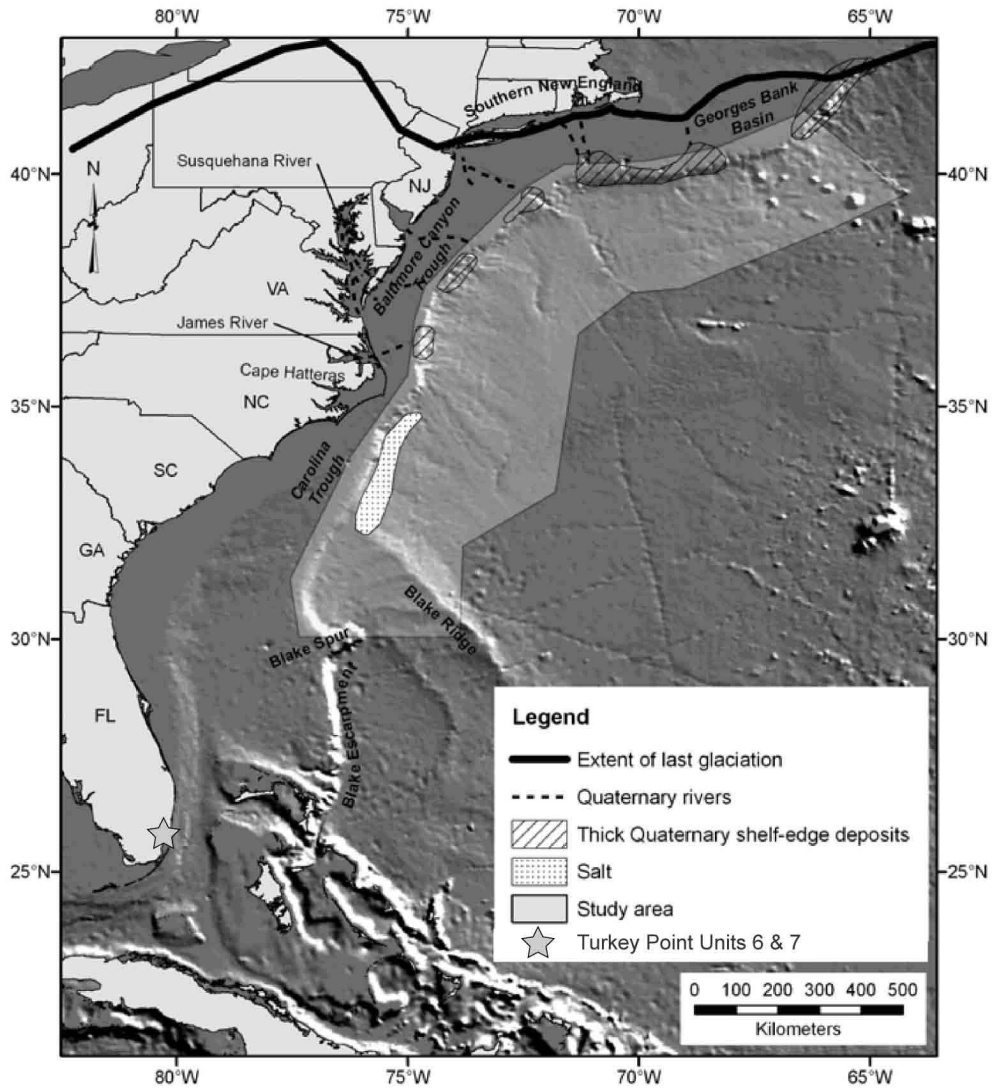 80°W 75°W 70°W 65°W
Southern New England
Georges Bank
Basin
Susquehana River
40°N
40°N
N
NJ
Baltimore Canyon
Trough
VA
James River
Cape Hatteras
35°N
35°N
NC
Carolina
Trough
SC
GA
Blake Ridge
30°N
30°N
Blake Spur
Blake Escarpment
FL
25°N
25°N
Legend
Extent of last glaciation
Quaternary rivers
Thick Quaternary shelf-edge deposits
Salt
Study area
Turkey Point Units 6 & 7
0 100 200 300 400 500
Kilometers
80°W 75°W 70°W 65°W